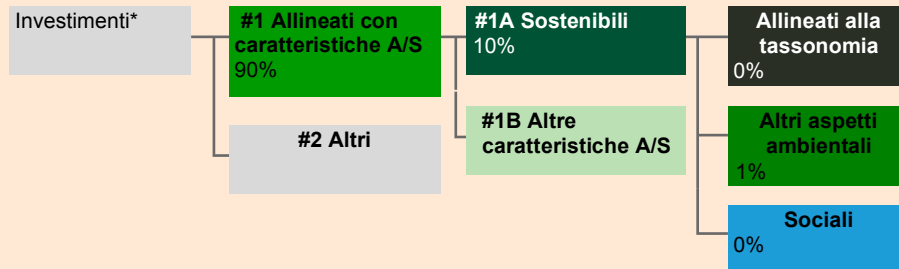 Investimenti*
#1 Allineati con
caratteristiche A/S
90%
#2 Altri
#1A Sostenibili
10%
#1B Altre
caratteristiche A/S
Allineati alla
tassonomia
0%
Altri aspetti
ambientali
1%
Sociali
0%